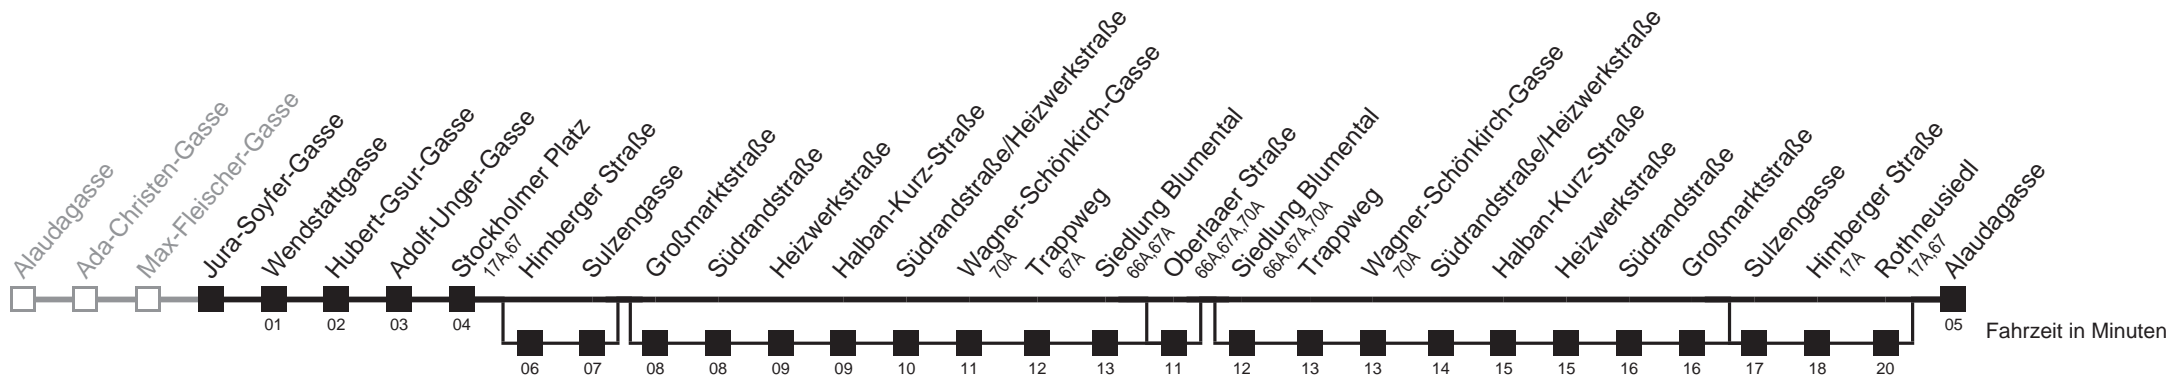 Alaudagasse
Ada-Christen-Gasse
Max-Fleischer-Gasse
Jura-Soyfer-Gasse
Wendstattgasse
Hubert-Gsur-Gasse
Adolf-Unger-Gasse
Stockholmer Platz
17A,67
Himberger Straße
Sulzengasse
Großmarktstraße
Südrandstraße
Heizwerkstraße
Halban-Kurz-Straße
Südrandstraße/Heizwerkstraße
Wagner-Schönkirch-Gasse
70A
Trappweg
67A
Siedlung Blumental
66A,67A
Oberlaaer Straße
66A,67A,70A
Siedlung Blumental
66A,67A,70A
Trappweg
Wagner-Schönkirch-Gasse
70A
Südrandstraße/Heizwerkstraße
Halban-Kurz-Straße
Heizwerkstraße
Südrandstraße
Großmarktstraße
Sulzengasse
Himberger Straße
17A
Rothneusiedl
17A,67
Alaudagasse
01 02 03 04 05
Fahrzeit in Minuten
06 07 08 08 09 09 10 11 12 13 11 12 13 13 14 15 15 16 16 17 18 20